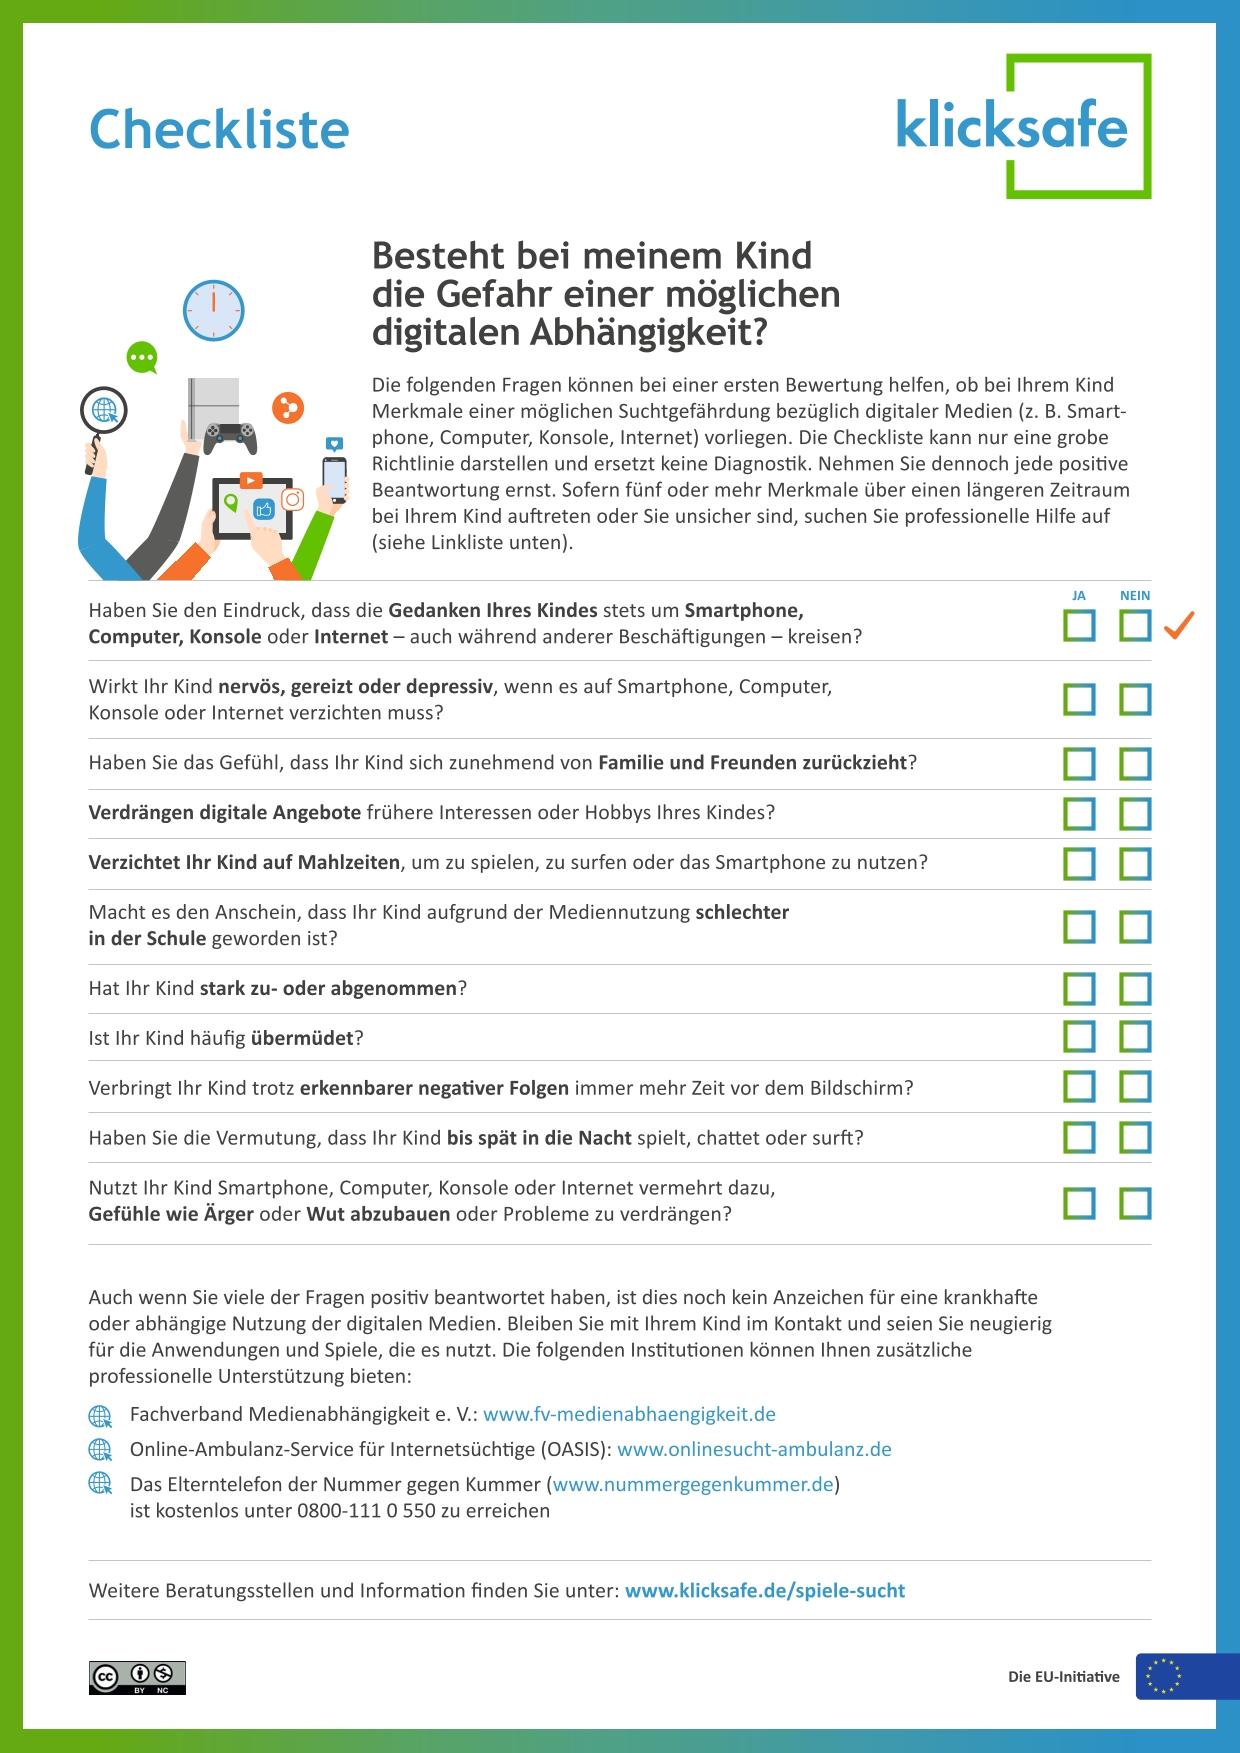 Checkliste
klicksafe
Besteht bei meinem Kind
die Gefahr einer möglichen
digitalen Abhängigkeit?
Die folgenden Fragen können bei einer ersten Bewertung helfen, ob bei Ihrem Kind
Merkmale einer möglichen Suchtgefährdung bezüglich digitaler Medien (z. B. Smart-
phone, Computer, Konsole, Internet) vorliegen. Die Checkliste kann nur eine grobe
Richtlinie darstellen und ersetzt keine Diagnostik. Nehmen Sie dennoch jede positive
Beantwortung ernst. Sofern fünf oder mehr Merkmale über einen längeren Zeitraum
bei Ihrem Kind auftreten oder Sie unsicher sind, suchen Sie professionelle Hilfe auf
(siehe Linkliste unten).
JA NEIN
Haben Sie den Eindruck, dass die Gedanken Ihres Kindes stets um Smartphone,
Computer, Konsole oder Internet – auch während anderer Beschäftigungen – kreisen?
Wirkt Ihr Kind nervös, gereizt oder depressiv, wenn es auf Smartphone, Computer,
Konsole oder Internet verzichten muss?
Haben Sie das Gefühl, dass Ihr Kind sich zunehmend von Familie und Freunden zurückzieht?
Verdrängen digitale Angebote frühere Interessen oder Hobbys Ihres Kindes?
Verzichtet Ihr Kind auf Mahlzeiten, um zu spielen, zu surfen oder das Smartphone zu nutzen?
Macht es den Anschein, dass Ihr Kind aufgrund der Mediennutzung schlechter
in der Schule geworden ist?
Hat Ihr Kind stark zu- oder abgenommen?
Ist Ihr Kind häufig übermüdet?
Verbringt Ihr Kind trotz erkennbarer negativer Folgen immer mehr Zeit vor dem Bildschirm?
Haben Sie die Vermutung, dass Ihr Kind bis spät in die Nacht spielt, chattet oder surft?
Nutzt Ihr Kind Smartphone, Computer, Konsole oder Internet vermehrt dazu,
Gefühle wie Ärger oder Wut abzubauen oder Probleme zu verdrängen?
Auch wenn Sie viele der Fragen positiv beantwortet haben, ist dies noch kein Anzeichen für eine krankhafte
oder abhängige Nutzung der digitalen Medien. Bleiben Sie mit Ihrem Kind im Kontakt und seien Sie neugierig
für die Anwendungen und Spiele, die es nutzt. Die folgenden Institutionen können Ihnen zusätzliche
professionelle Unterstützung bieten:
Fachverband Medienabhängigkeit e. V.: www.fv-medienabhaengigkeit.de
Online-Ambulanz-Service für Internetsüchtige (OASIS): www.onlinesucht-ambulanz.de
Das Elterntelefon der Nummer gegen Kummer (www.nummergegenkummer.de)
ist kostenlos unter 0800-111 0 550 zu erreichen
Weitere Beratungsstellen und Information finden Sie unter: www.klicksafe.de/spiele-sucht
cc BY NC
Die EU-Initiative